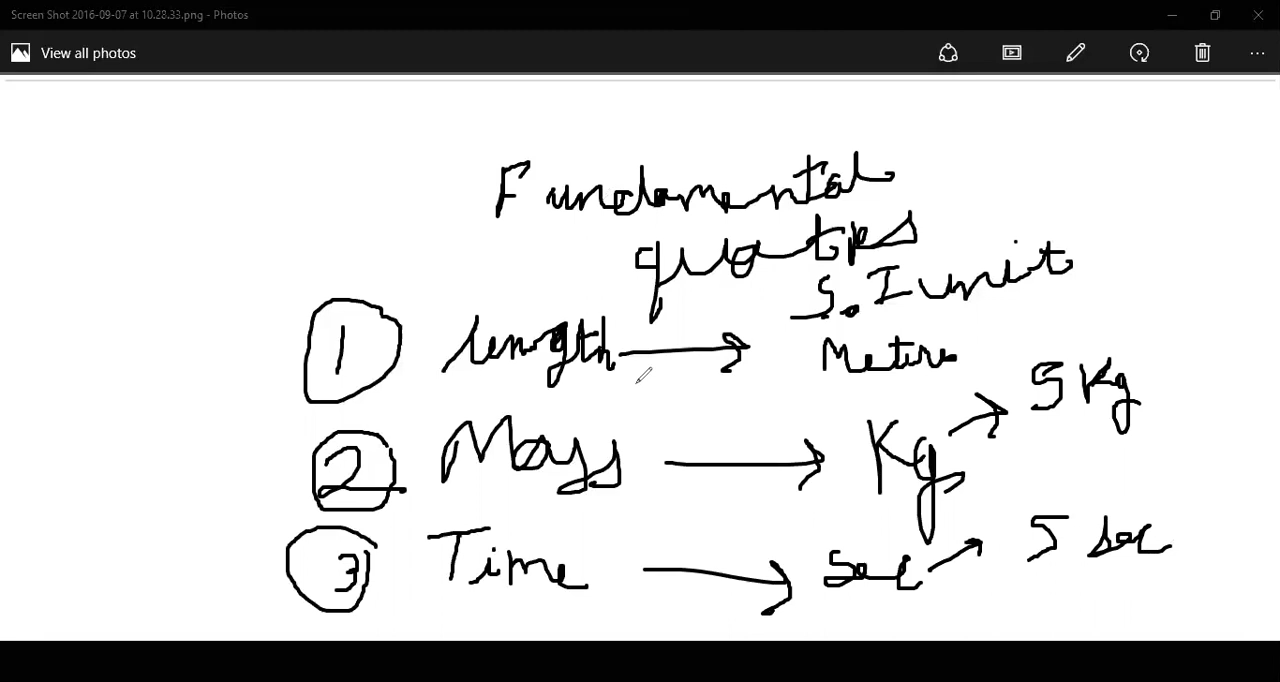 Screen Shot 2016-09-07 at 10.28.33.png - Photos
View all photos
Fundamental
S. I unit
1 length → Metre
2 Mass → Kg → 5 Kg
3 Time → Sec → 5 sec